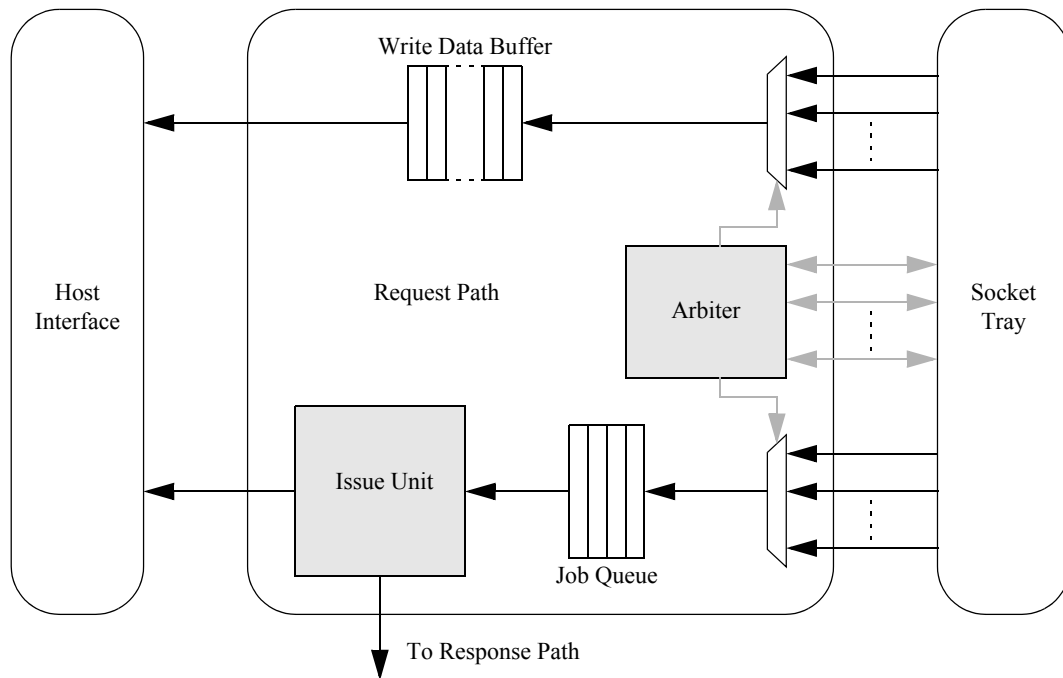 Write Data Buffer
Host
Interface
Request Path
Arbiter
Socket
Tray
Issue Unit
Job Queue
To Response Path